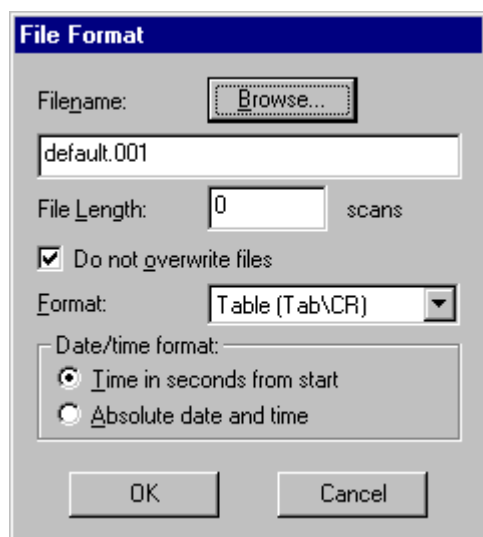 File Format
Filename: Browse...
default.001
File Length: 0 scans
Do not overwrite files
Format: Table (Tab\CR)
Date/time format:
Time in seconds from start
Absolute date and time
OK Cancel